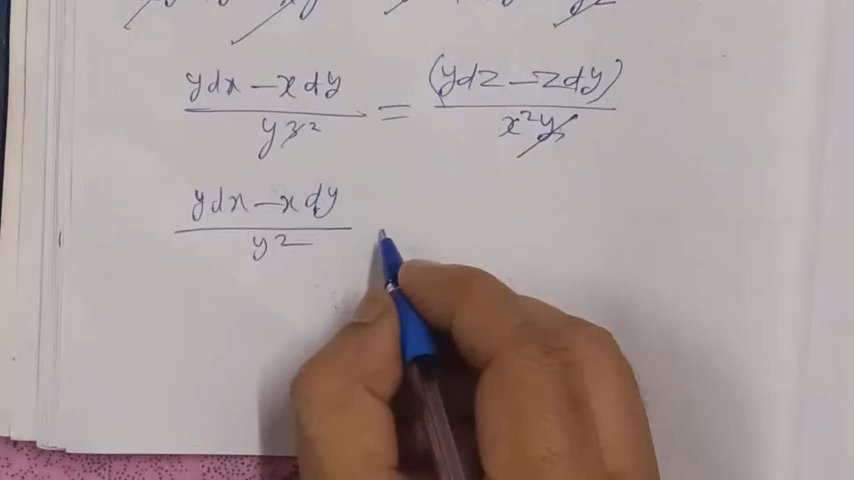 ydx - xdy / yz² = (ydz - zdy) / x²y
ydx - xdy / y²